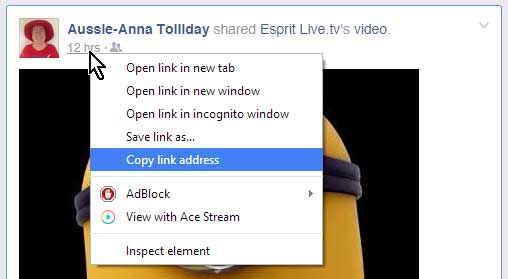 Aussie-Anna Tolliday shared Esprit Live.tv's video.
12 hrs ·
Open link in new tab
Open link in new window
Open link in incognito window
Save link as...
Copy link address
AdBlock
View with Ace Stream
Inspect element